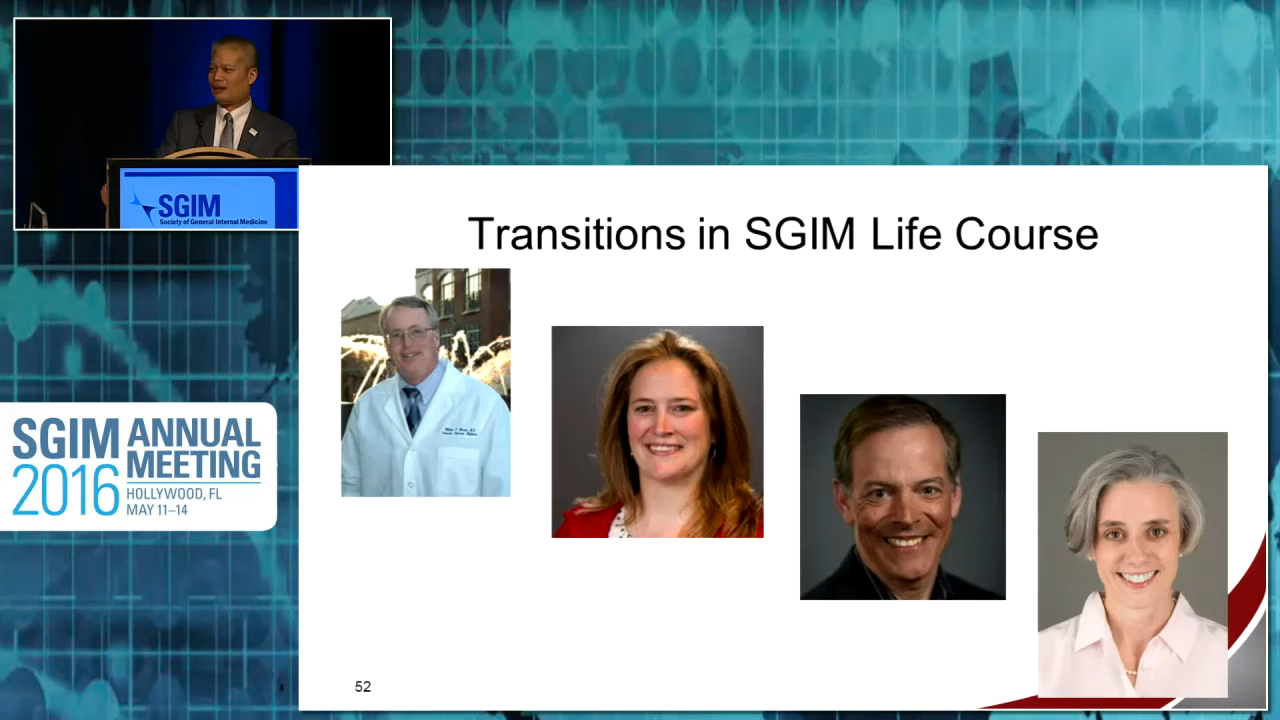 SGIM
Society of General Internal Medicine
Transitions in SGIM Life Course
SGIM ANNUAL
2016 MEETING
HOLLYWOOD, FL
MAY 11–14
52